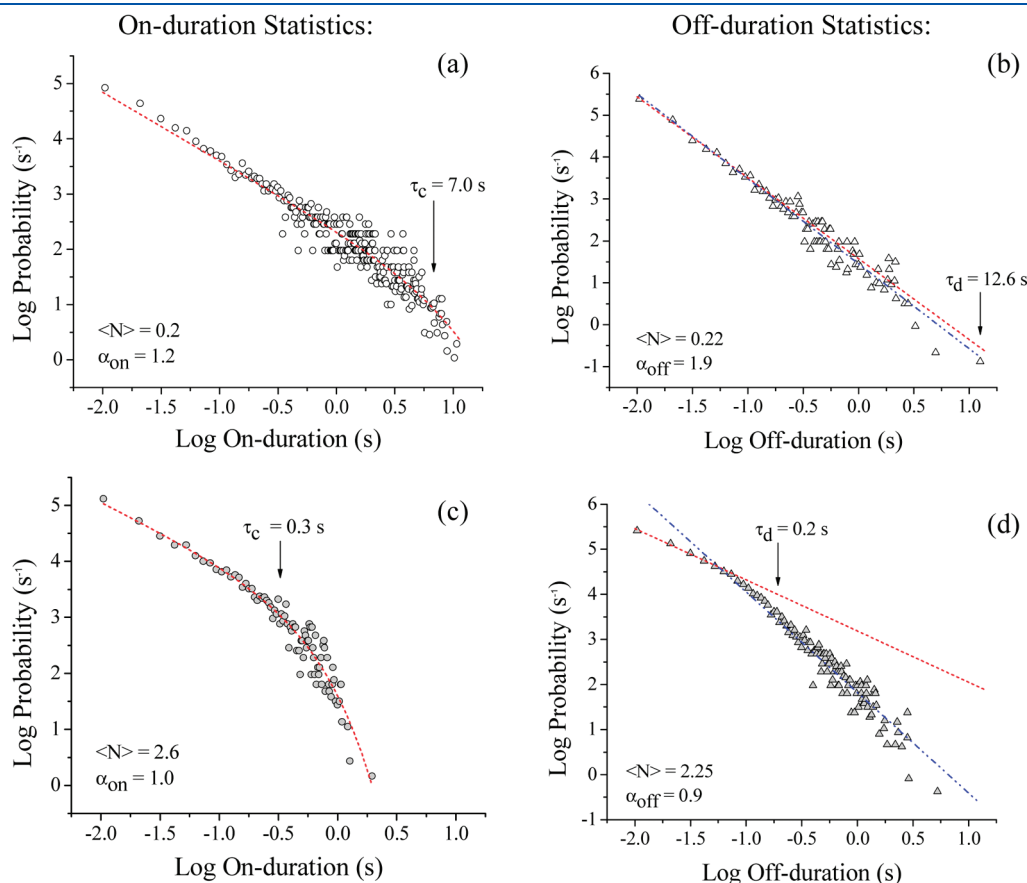 On-duration Statistics:
Off-duration Statistics:
(a)
5
4
3
2
1
0
Log Probability (s⁻¹)
τc = 7.0 s
<N> = 0.2
αon = 1.2
-2.0 -1.5 -1.0 -0.5 0.0 0.5 1.0
Log On-duration (s)
(b)
6
5
4
3
2
1
0
-1
Log Probability (s⁻¹)
τd = 12.6 s
<N> = 0.22
αoff = 1.9
-2.0 -1.5 -1.0 -0.5 0.0 0.5 1.0
Log Off-duration (s)
(c)
5
4
3
2
1
0
Log Probability (s⁻¹)
τc = 0.3 s
<N> = 2.6
αon = 1.0
-2.0 -1.5 -1.0 -0.5 0.0 0.5 1.0
Log On-duration (s)
(d)
6
5
4
3
2
1
0
-1
Log Probability (s⁻¹)
τd = 0.2 s
<N> = 2.25
αoff = 0.9
-2.0 -1.5 -1.0 -0.5 0.0 0.5 1.0
Log Off-duration (s)